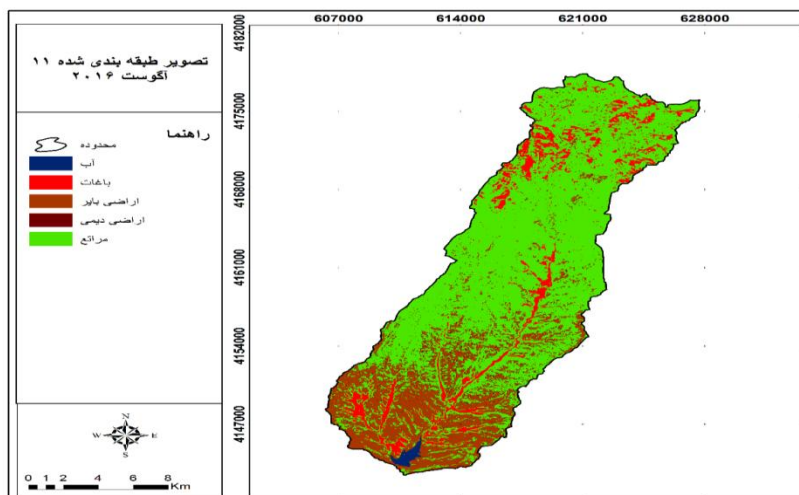 607000 614000 621000 628000
تصویر طبقه بندی شده ۱۱
آگوست ۲۰۱۶
راهنما
محدوده
آب
باغات
اراضی بایر
اراضی دیمی
مراتع
4182000
4175000
4168000
4161000
4154000
4147000
N
W E
S
0 1 2 4 6 8
Km